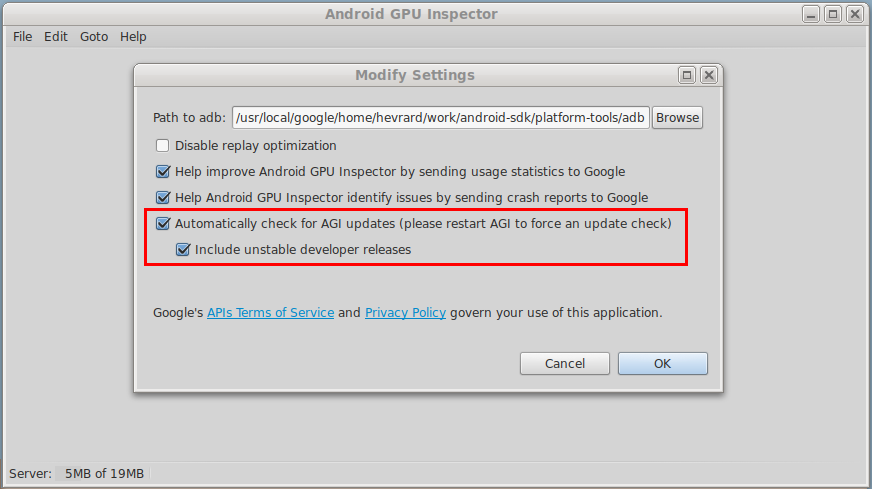 Android GPU Inspector
File Edit Goto Help
Modify Settings
Path to adb: /usr/local/google/home/hevrard/work/android-sdk/platform-tools/adb Browse
Disable replay optimization
Help improve Android GPU Inspector by sending usage statistics to Google
Help Android GPU Inspector identify issues by sending crash reports to Google
Automatically check for AGI updates (please restart AGI to force an update check)
Include unstable developer releases
Google's APIs Terms of Service and Privacy Policy govern your use of this application.
Cancel OK
Server: 5MB of 19MB